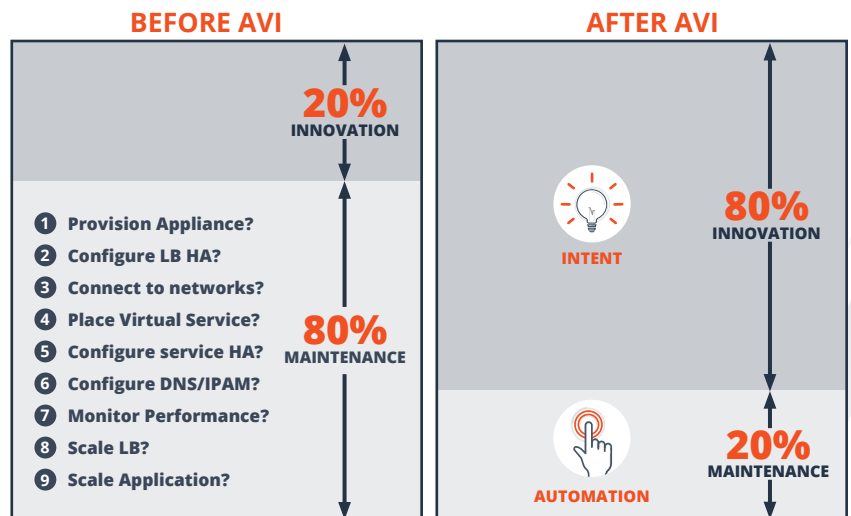 BEFORE AVI
20%
INNOVATION
1 Provision Appliance?
2 Configure LB HA?
3 Connect to networks?
4 Place Virtual Service?
5 Configure service HA?
6 Configure DNS/IPAM?
7 Monitor Performance?
8 Scale LB?
9 Scale Application?
80%
MAINTENANCE
AFTER AVI
INTENT
80%
INNOVATION
AUTOMATION
20%
MAINTENANCE